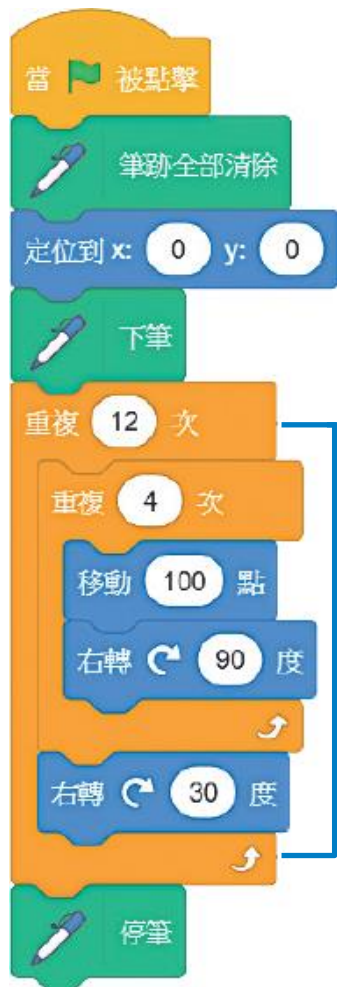 當 被點擊
筆跡全部清除
定位到 x: 0 y: 0
下筆
重複 12 次
重複 4 次
移動 100 點
右轉 90 度
右轉 30 度
停筆